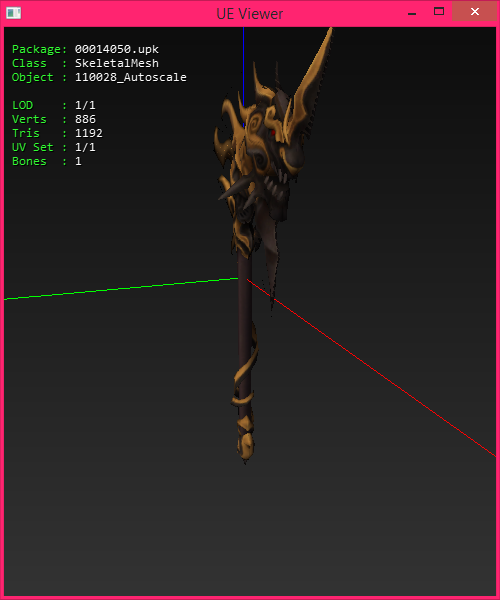 UE Viewer
Package: 00014050.upk
Class : SkeletalMesh
Object : 110028_Autoscale
LOD : 1/1
Verts : 886
Tris : 1192
UV Set : 1/1
Bones : 1